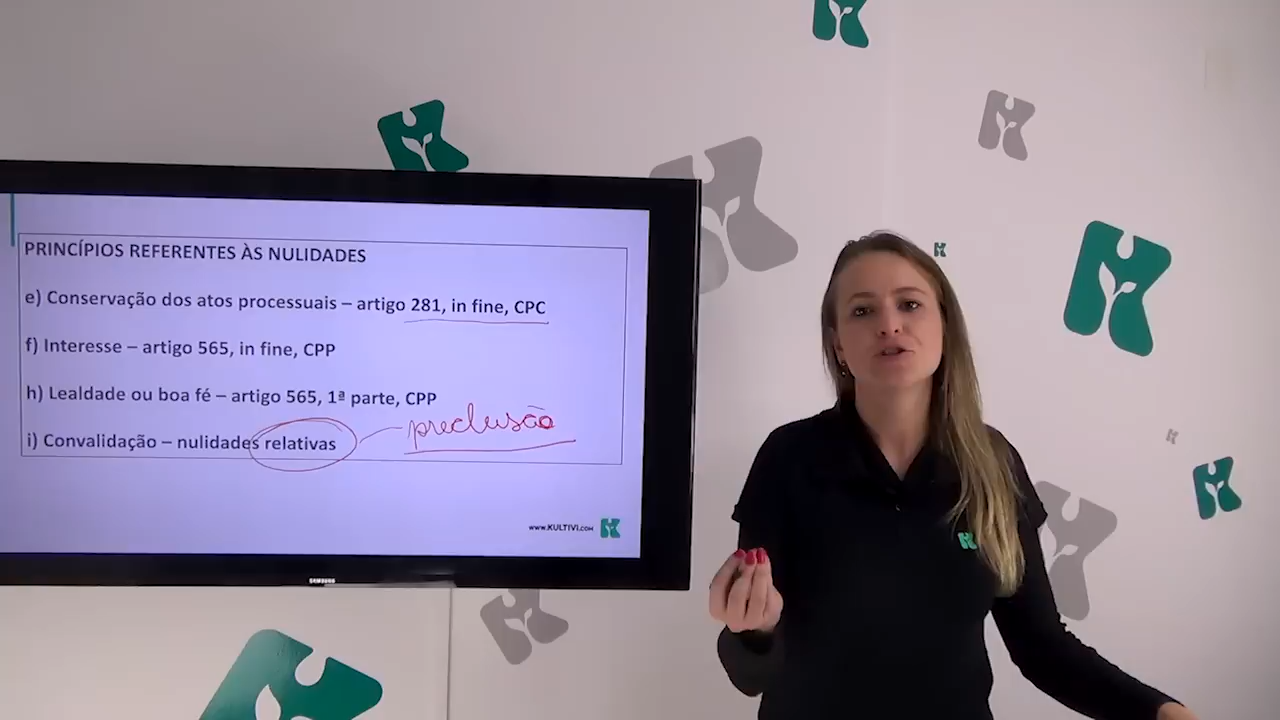 PRINCÍPIOS REFERENTES ÀS NULIDADES
e) Conservação dos atos processuais – artigo 281, in fine, CPC
f) Interesse – artigo 565, in fine, CPP
h) Lealdade ou boa fé – artigo 565, 1ª parte, CPP
i) Convalidação – nulidades relativas
preclusão
www.KULTIVI.com
SAMSUNG